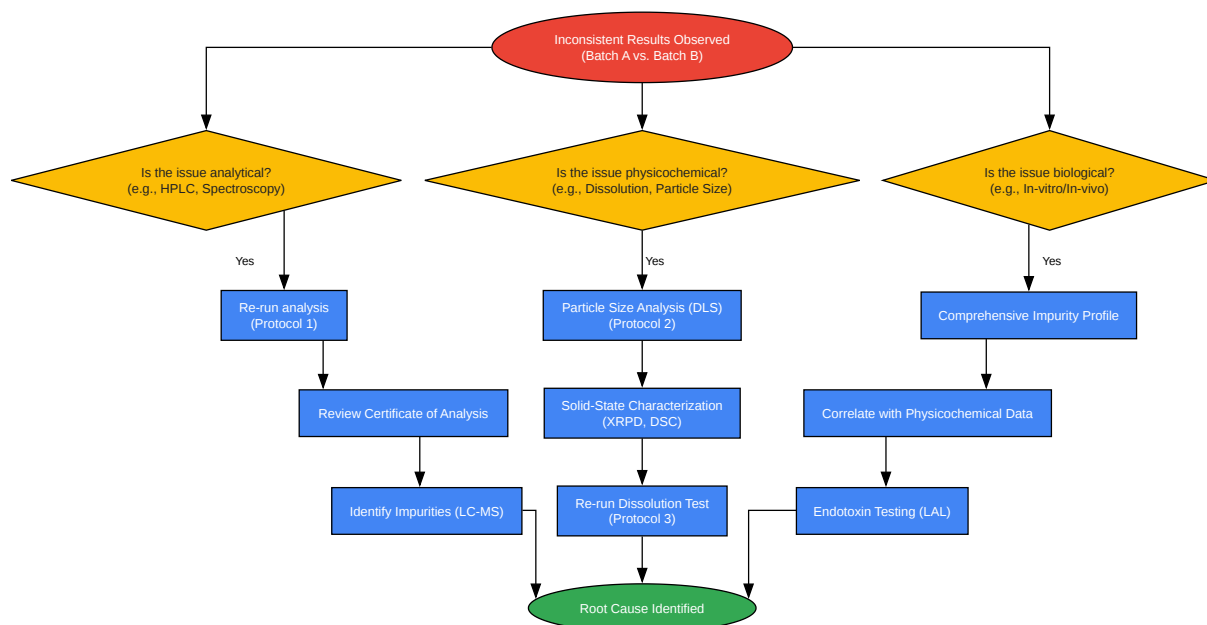 Inconsistent Results Observed
(Batch A vs. Batch B)
Is the issue analytical?
(e.g., HPLC, Spectroscopy)
Is the issue physicochemical?
(e.g., Dissolution, Particle Size)
Is the issue biological?
(e.g., In-vitro/In-vivo)
Yes
Yes
Yes
Re-run analysis
(Protocol 1)
Particle Size Analysis (DLS)
(Protocol 2)
Comprehensive Impurity Profile
Review Certificate of Analysis
Solid-State Characterization
(XRPD, DSC)
Correlate with Physicochemical Data
Identify Impurities (LC-MS)
Re-run Dissolution Test
(Protocol 3)
Endotoxin Testing (LAL)
Root Cause Identified